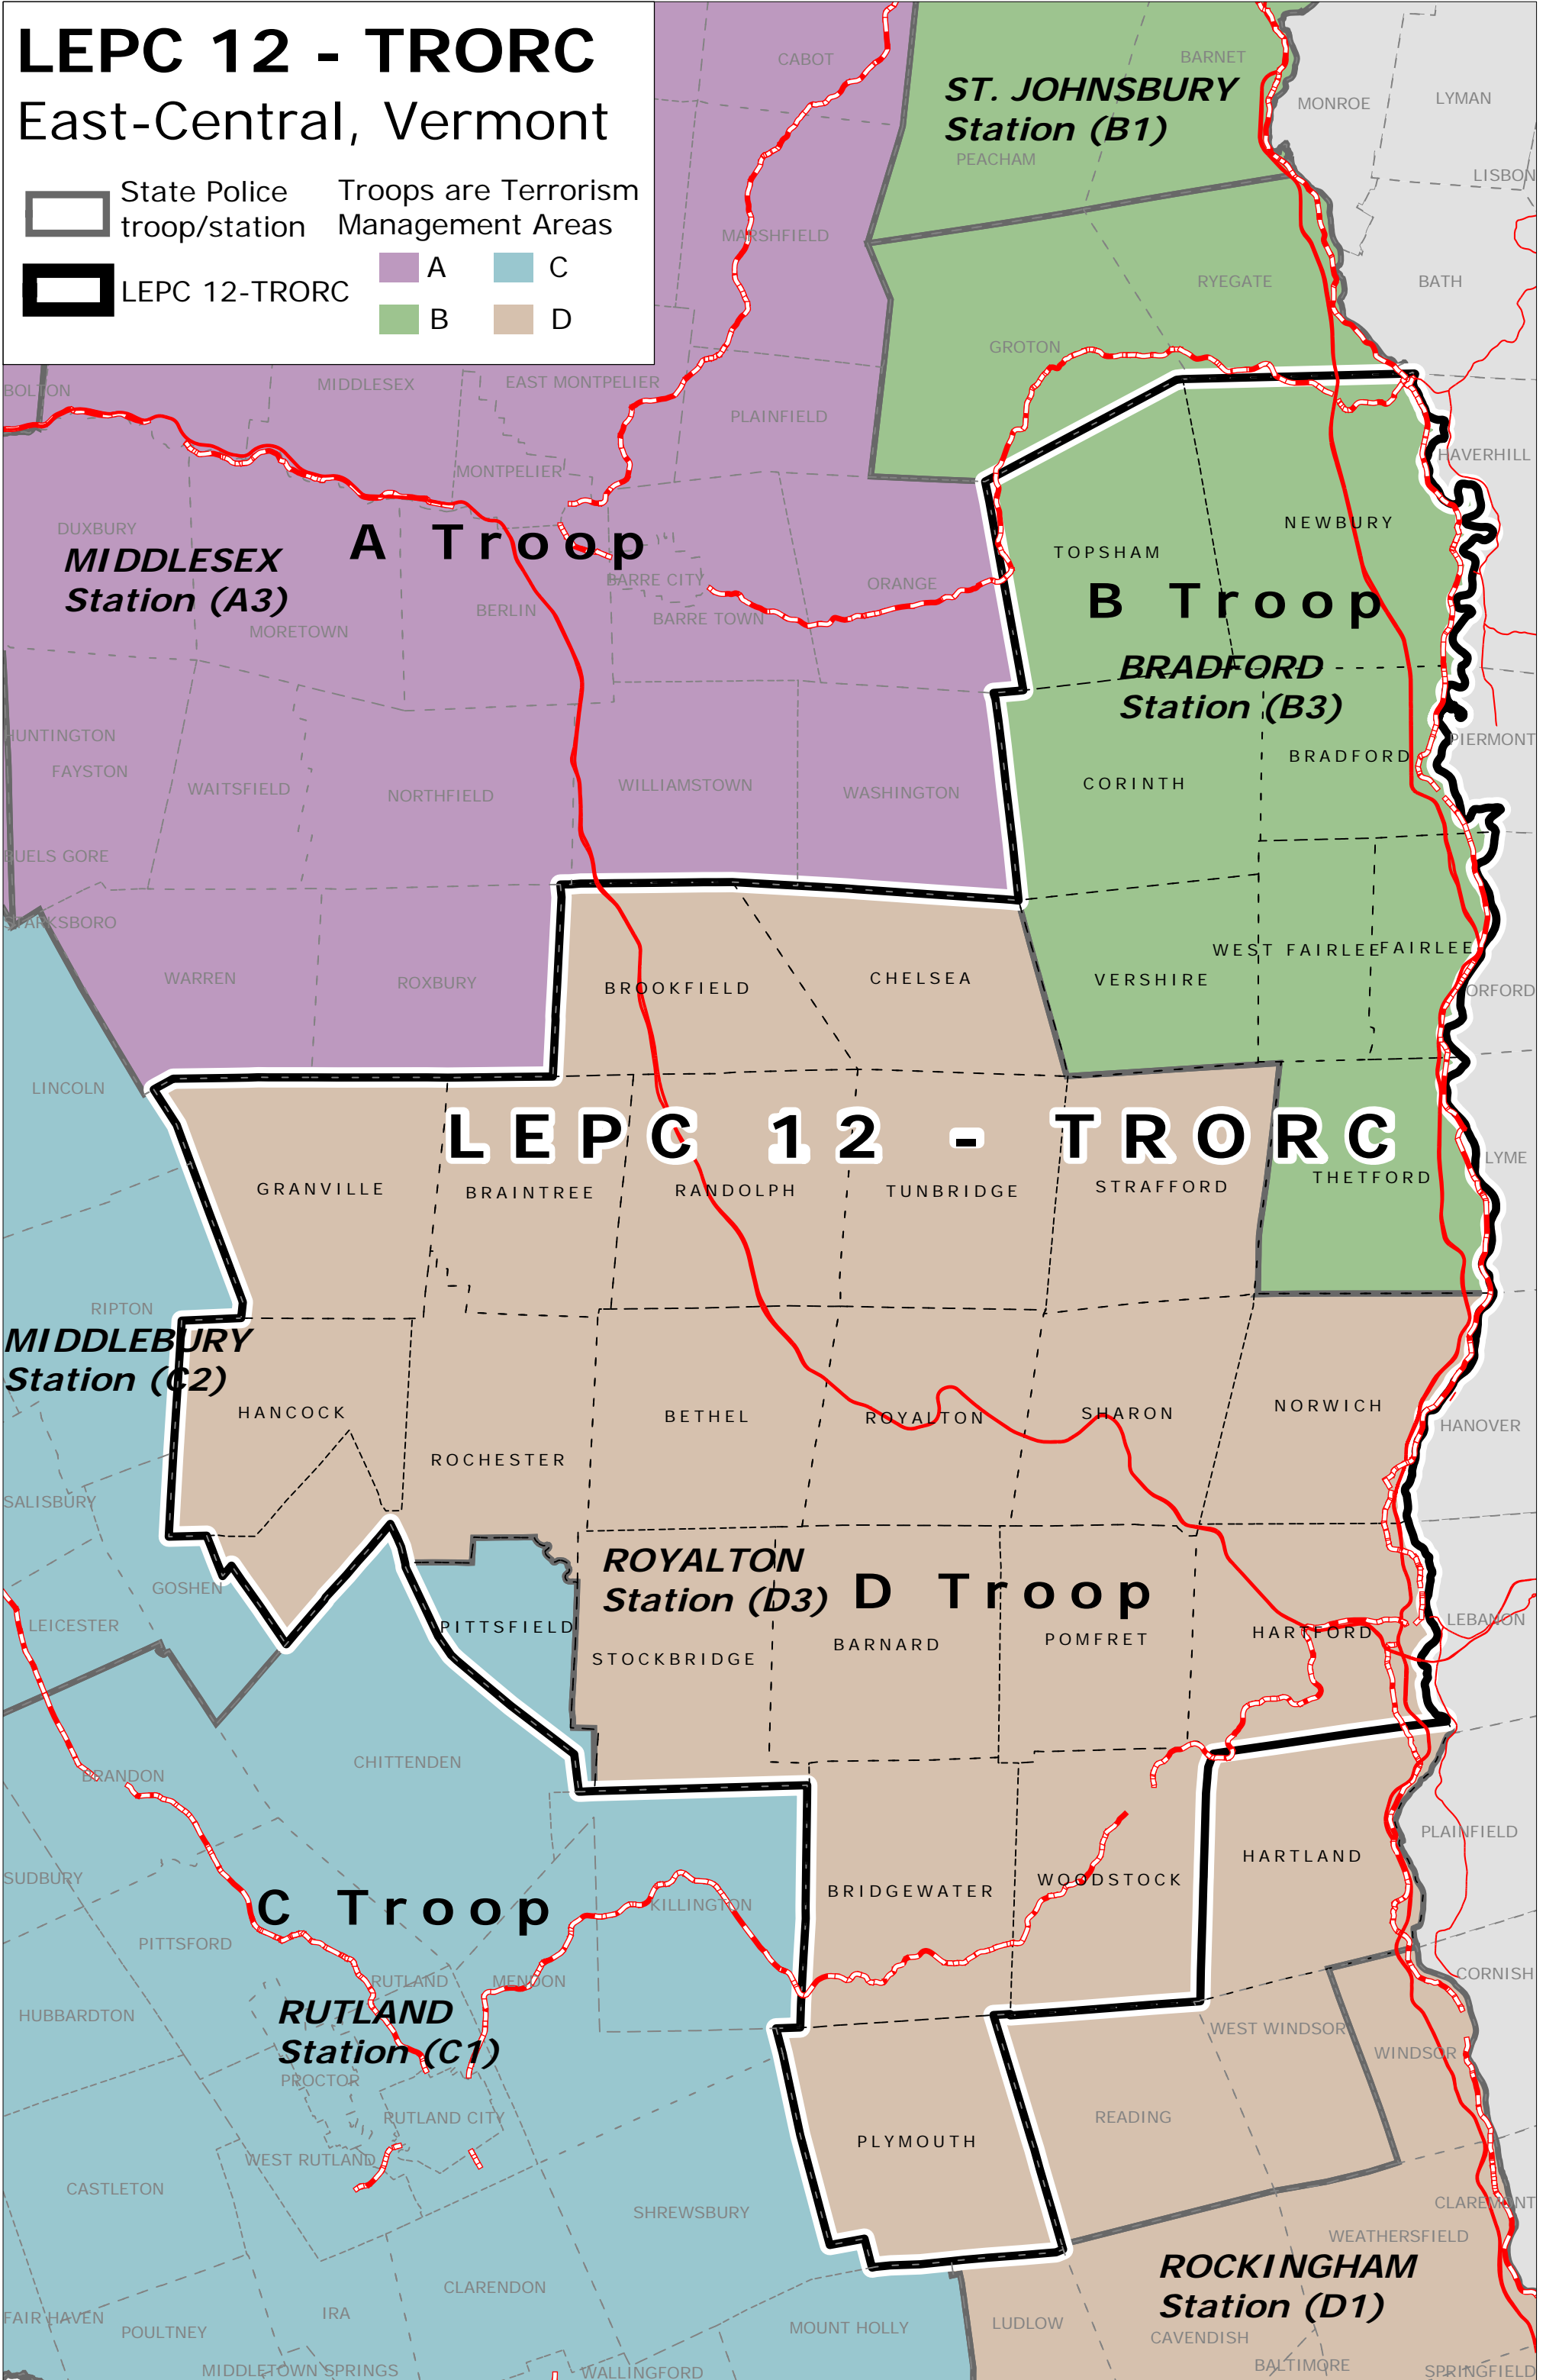 LEPC 12 - TRORC
East-Central, Vermont
State Police
troop/station
Troops are Terrorism
Management Areas
LEPC 12-TRORC
A
C
B
D
CABOT
BARNET
ST. JOHNSBURY
Station (B1)
MONROE
LYMAN
PEACHAM
LISBON
MARSHFIELD
RYEGATE
BATH
GROTON
BOLTON
MIDDLESEX
EAST MONTPELIER
PLAINFIELD
HAVERHILL
MONTPELIER
DUXBURY
A Troop
NEWBURY
TOPSHAM
MIDDLESEX
Station (A3)
BARRE CITY
ORANGE
BERLIN
BARRE TOWN
B Troop
MORETOWN
BRADFORD
Station (B3)
HUNTINGTON
FAYSTON
PIERMONT
BRADFORD
WAITSFIELD
NORTHFIELD
WILLIAMSTOWN
WASHINGTON
CORINTH
BUELS GORE
STARKSBORO
WARREN
ROXBURY
BROOKFIELD
CHELSEA
VERSHIRE
WEST FAIRLEE
FAIRLEE
ORFORD
LINCOLN
LEPC 12 - TRORC
LYME
GRANVILLE
BRAINTREE
RANDOLPH
TUNBRIDGE
STRAFFORD
THETFORD
RIPTON
MIDDLEBURY
Station (C2)
HANCOCK
BETHEL
ROYALTON
SHARON
NORWICH
HANOVER
ROCHESTER
SALISBURY
ROYALTON
Station (D3)
D Troop
GOSHEN
LEICESTER
PITTSFIELD
STOCKBRIDGE
BARNARD
POMFRET
HARTFORD
LEBANON
CHITTENDEN
BRANDON
PLAINFIELD
SUDBURY
C Troop
KILLINGTON
BRIDGEWATER
WOODSTOCK
HARTLAND
PITTSFORD
RUTLAND
MENDON
CORNISH
HUBBARDTON
RUTLAND
Station (C1)
WEST WINDSOR
WINDSOR
PROCTOR
RUTLAND CITY
READING
WEST RUTLAND
PLYMOUTH
CASTLETON
SHREWSBURY
CLAREMONT
WEATHERSFIELD
ROCKINGHAM
Station (D1)
CLARENDON
FAIR HAVEN
IRA
POULTNEY
MOUNT HOLLY
LUDLOW
CAVENDISH
BALTIMORE
MIDDLETOWN SPRINGS
WALLINGFORD
SPRINGFIELD